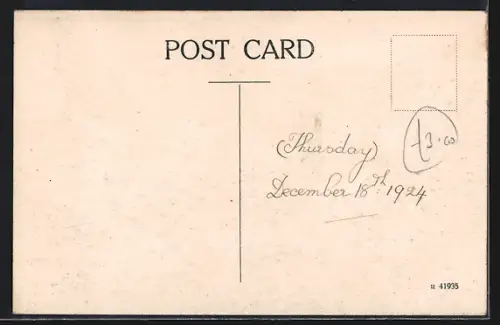 POST CARD
£3.00
(Thursday)
December 18th 1924
u 41935